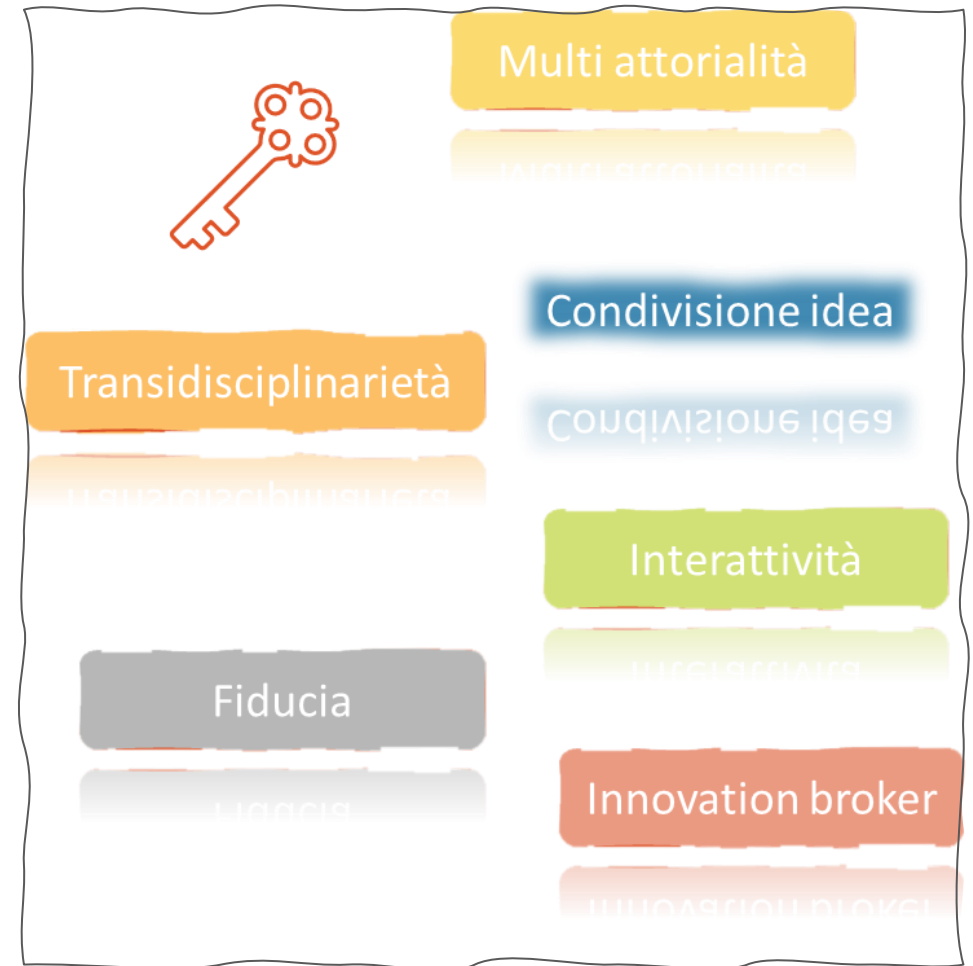 Multi attorialità
Condivisione idea
Transidisciplinarietà
Interattività
Fiducia
Innovation broker